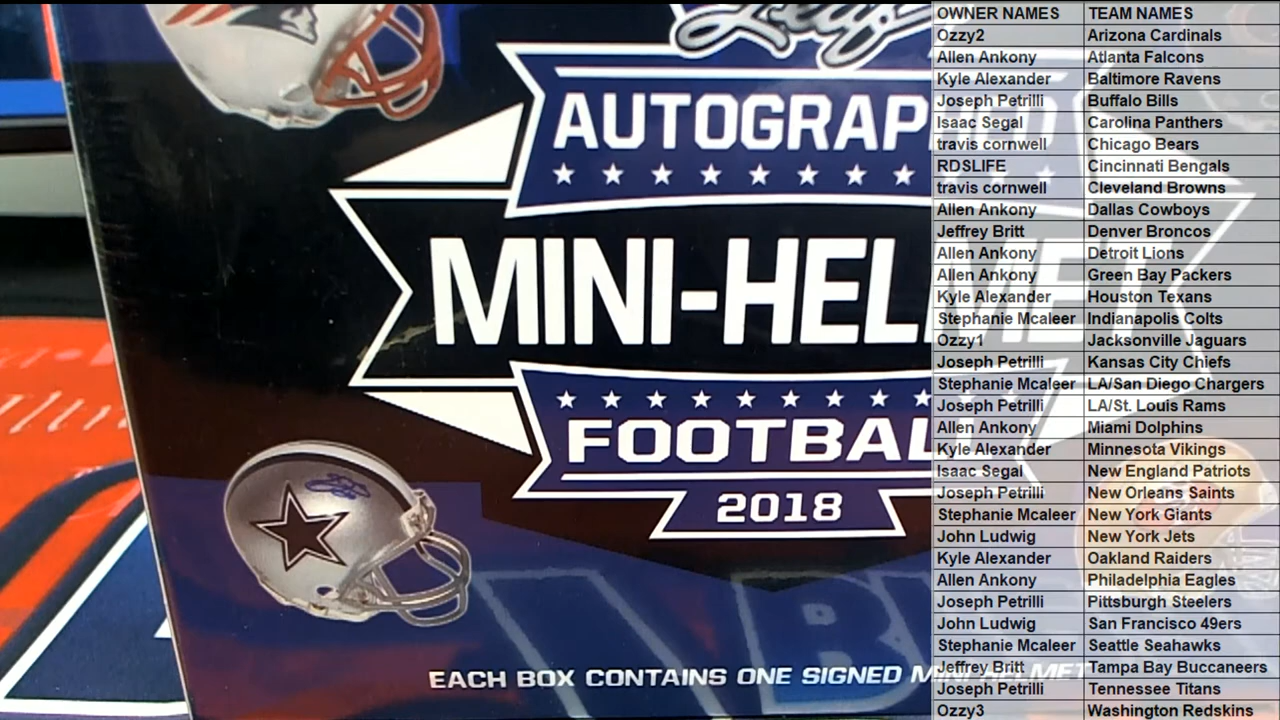 Leaf
AUTOGRAPHED
MINI-HELMET
FOOTBALL
2018
EACH BOX CONTAINS ONE SIGNED MINI HELMET
OWNER NAMES TEAM NAMES
Ozzy2 Arizona Cardinals
Allen Ankony Atlanta Falcons
Kyle Alexander Baltimore Ravens
Joseph Petrilli Buffalo Bills
Isaac Segal Carolina Panthers
travis cornwell Chicago Bears
RDSLIFE Cincinnati Bengals
travis cornwell Cleveland Browns
Allen Ankony Dallas Cowboys
Jeffrey Britt Denver Broncos
Allen Ankony Detroit Lions
Allen Ankony Green Bay Packers
Kyle Alexander Houston Texans
Stephanie Mcaleer Indianapolis Colts
Ozzy1 Jacksonville Jaguars
Joseph Petrilli Kansas City Chiefs
Stephanie Mcaleer LA/San Diego Chargers
Joseph Petrilli LA/St. Louis Rams
Allen Ankony Miami Dolphins
Kyle Alexander Minnesota Vikings
Isaac Segal New England Patriots
Joseph Petrilli New Orleans Saints
Stephanie Mcaleer New York Giants
John Ludwig New York Jets
Kyle Alexander Oakland Raiders
Allen Ankony Philadelphia Eagles
Joseph Petrilli Pittsburgh Steelers
John Ludwig San Francisco 49ers
Stephanie Mcaleer Seattle Seahawks
Jeffrey Britt Tampa Bay Buccaneers
Joseph Petrilli Tennessee Titans
Ozzy3 Washington Redskins